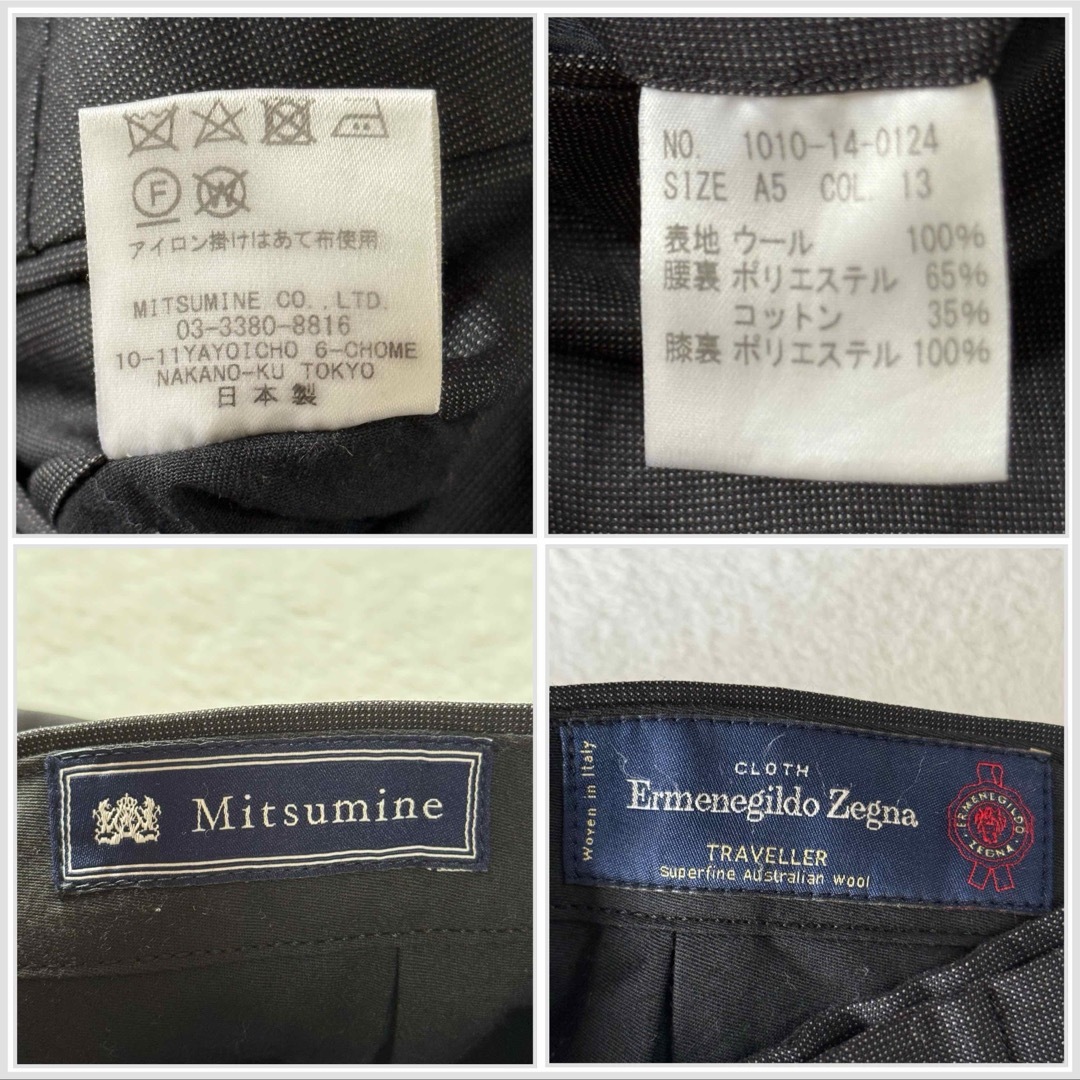 F
W
アイロン掛けはあて布使用
MITSUMINE CO.,LTD.
03-3380-8816
10-11YAYOICHO 6-CHOME
NAKANO-KU TOKYO
日本製
NO. 1010-14-0124
SIZE A5 COL. 13
表地 ウール 100%
腰裏 ポリエステル 65%
コットン 35%
膝裏 ポリエステル 100%
Mitsumine
Woven in Italy
CLOTH
Ermenegildo Zegna
TRAVELLER
Superfine Australian Wool
ERMENEGILDO
ZEGNA